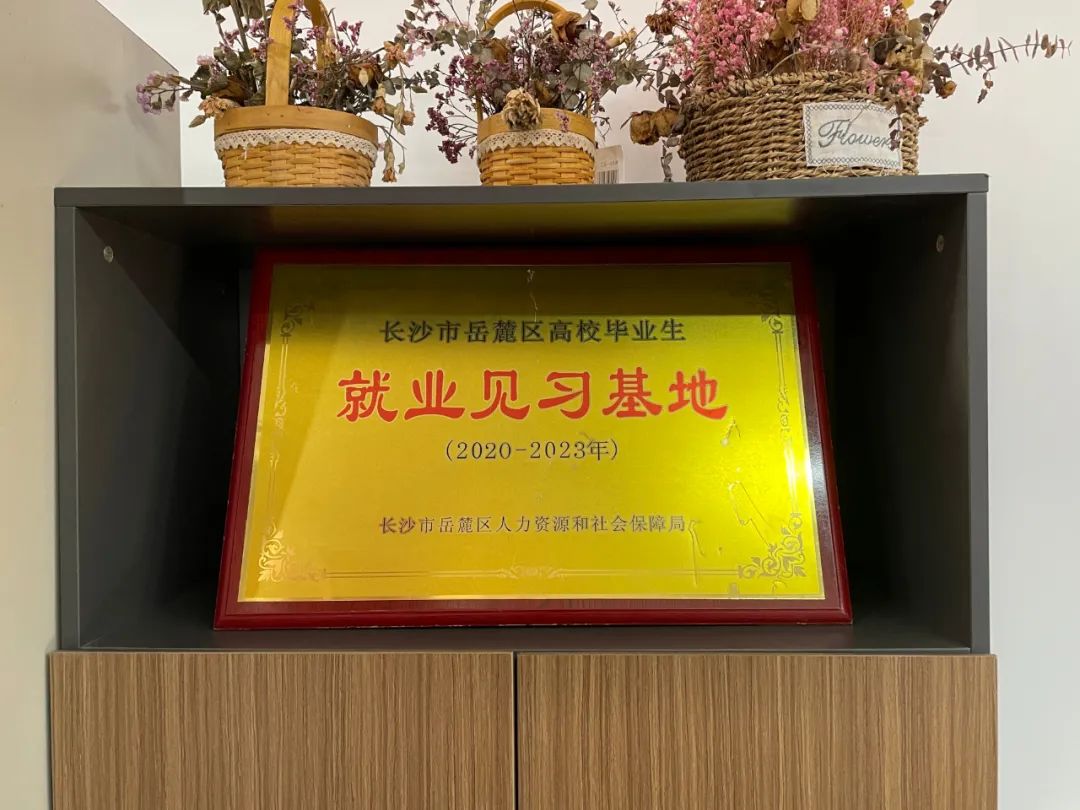 Flower
长沙市岳麓区高校毕业生
就业见习基地
(2020-2023年)
长沙市岳麓区人力资源和社会保障局